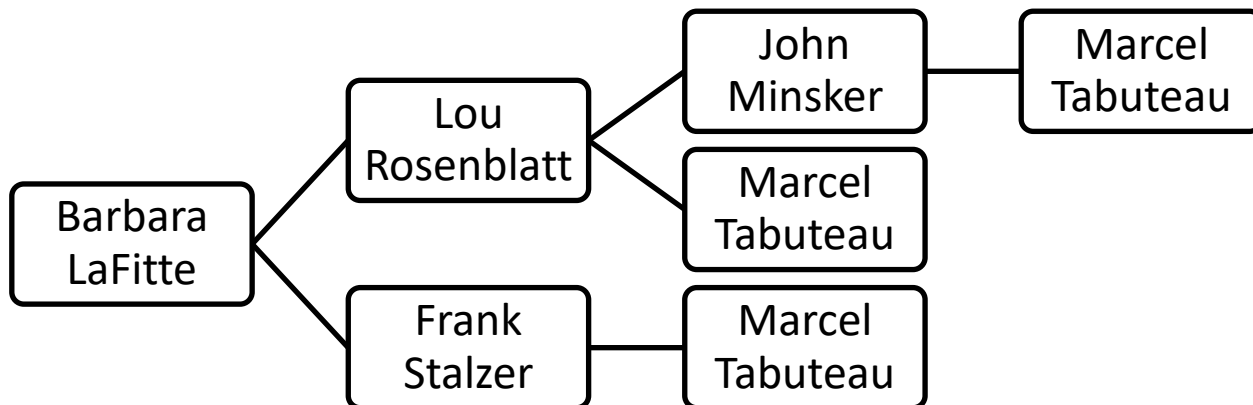 Barbara
LaFitte
Lou
Rosenblatt
John
Minsker
Marcel
Tabuteau
Marcel
Tabuteau
Frank
Stalzer
Marcel
Tabuteau